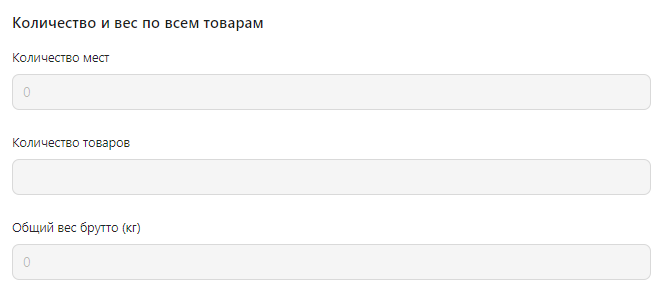 Количество и вес по всем товарам
Количество мест
0
Количество товаров
Общий вес брутто (кг)
0